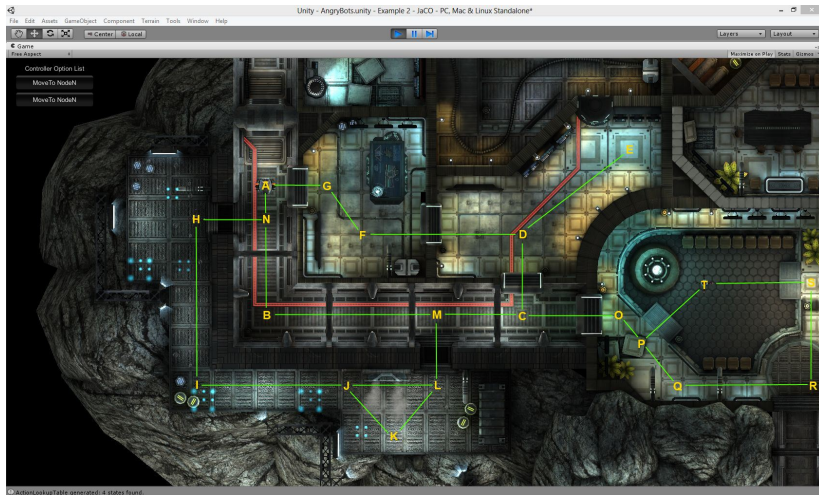 Unity - AngryBots.unity - Example 2 - JaCO - PC, Mac & Linux Standalone*
File Edit Assets GameObject Component Terrain Tools Window Help
Center Local Layers Layout
Game
Free Aspect Maximize on Play Stats Gizmos
Controller Option List
MoveTo NodeN
MoveTo NodeN
E
A G
H N
F D
T S
B M C O
P
I J L Q R
K
ActionLookupTable generated: 4 states found.